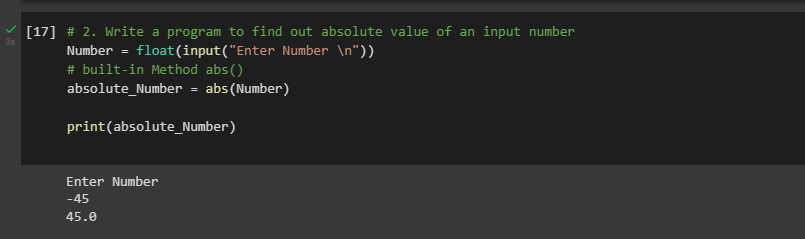 [17] # 2. Write a program to find out absolute value of an input number
Number = float(input("Enter Number \n"))
# built-in Method abs()
absolute_Number = abs(Number)
print(absolute_Number)
3s
Enter Number
-45
45.0